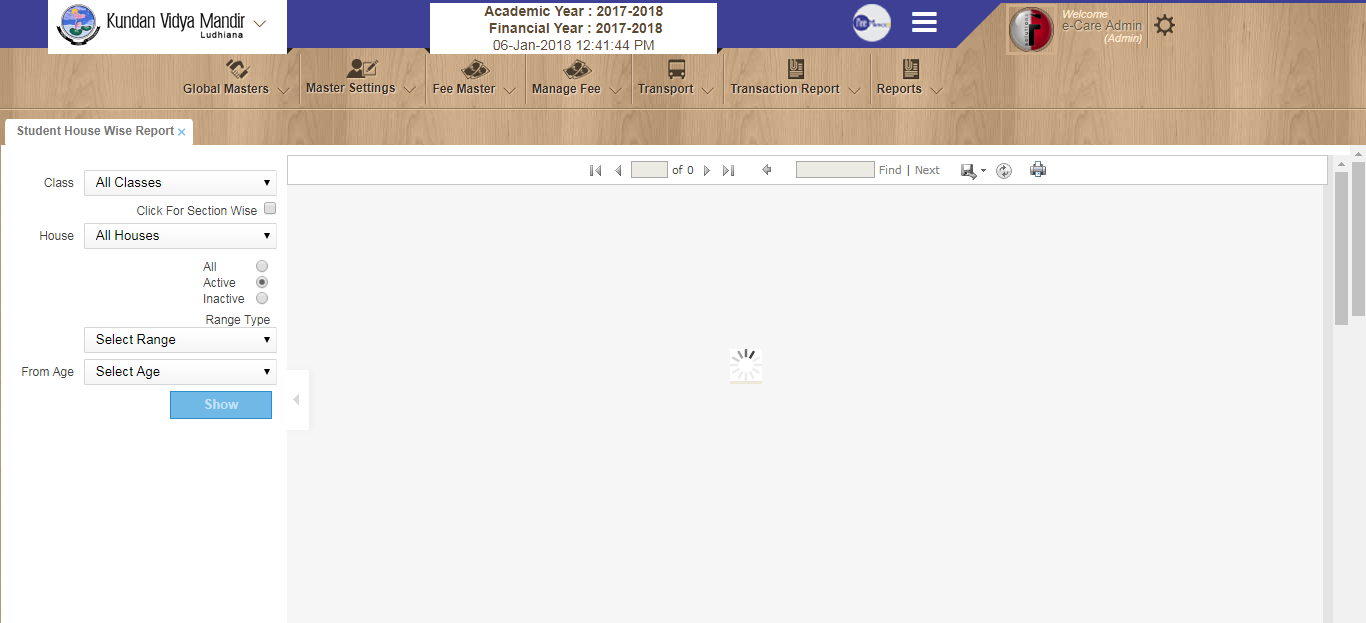 Kundan Vidya Mandir
Ludhiana
Academic Year : 2017-2018
Financial Year : 2017-2018
06-Jan-2018 12:41:44 PM
Welcome
e-Care Admin
(Admin)
Global Masters
Master Settings
Fee Master
Manage Fee
Transport
Transaction Report
Reports
Student House Wise Report x
of 0
Find | Next
Class
All Classes
Click For Section Wise
House
All Houses
All
Active
Inactive
Range Type
Select Range
From Age
Select Age
Show